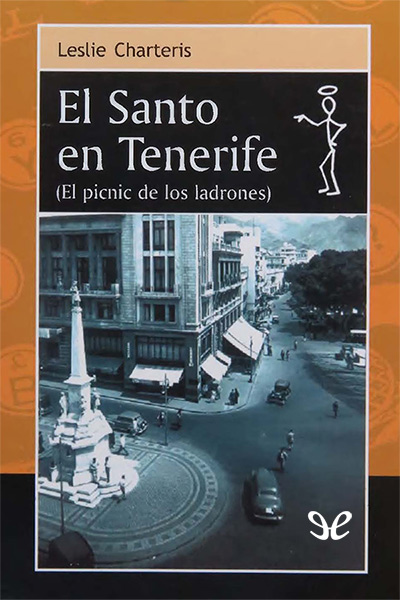 Leslie Charteris
El Santo
en Tenerife
(El picnic de los ladrones)